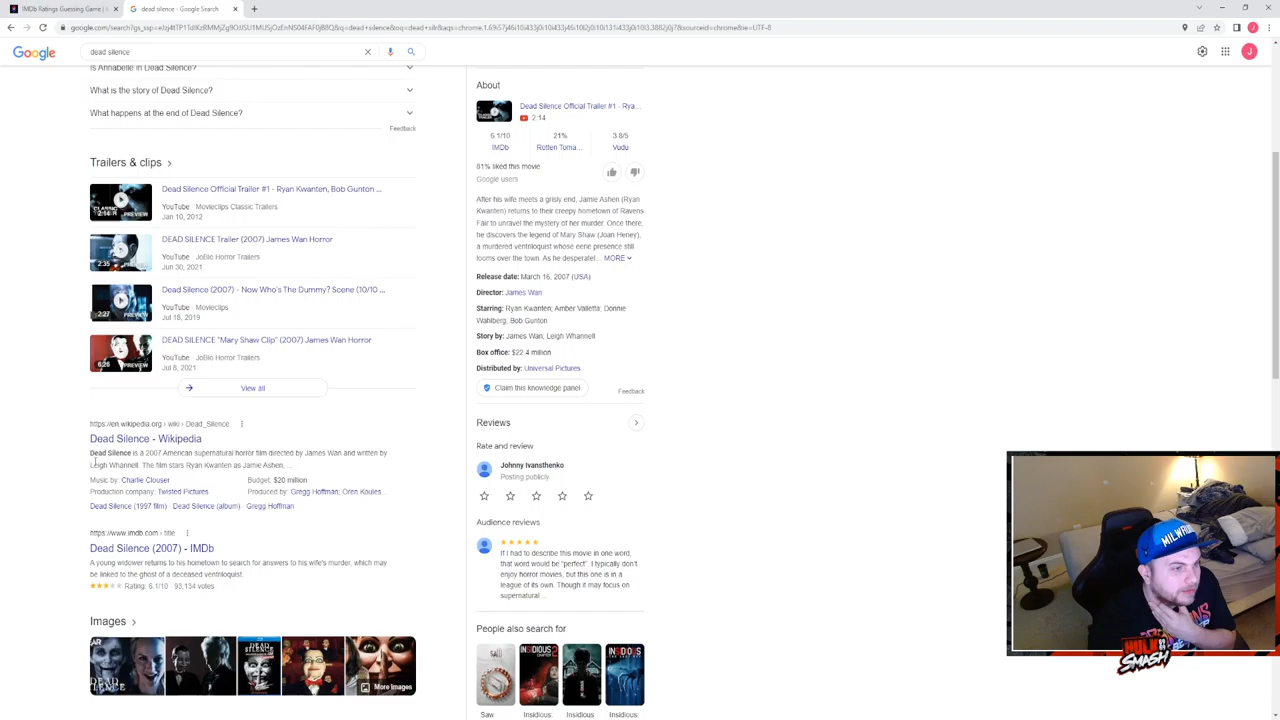 IMDb Ratings Guessing Game |
dead silence - Google Search
Google
dead silence
Is Annabelle in Dead Silence?
What is the story of Dead Silence?
What happens at the end of Dead Silence?
Feedback
Trailers & clips
Dead Silence Official Trailer #1 - Ryan Kwanten, Bob Gunton ...
YouTube · Movieclips Classic Trailers
Jan 10, 2012
2:14
PREVIEW
DEAD SILENCE Trailer (2007) James Wan Horror
YouTube · JoBlo Horror Trailers
Jun 30, 2021
2:35
PREVIEW
Dead Silence (2007) - Now Who's The Dummy? Scene (10/10 ...
YouTube · Movieclips
Jul 18, 2019
2:27
PREVIEW
DEAD SILENCE "Mary Shaw Clip" (2007) James Wan Horror
YouTube · JoBlo Horror Trailers
Jul 8, 2021
6:26
PREVIEW
View all
https://en.wikipedia.org › wiki › Dead_Silence
Dead Silence - Wikipedia
Dead Silence is a 2007 American supernatural horror film directed by James Wan and written by
Leigh Whannell. The film stars Ryan Kwanten as Jamie Ashen, ...
Music by: Charlie Clouser
Budget: $20 million
Production company: Twisted Pictures
Produced by: Gregg Hoffman; Oren Koules...
Dead Silence (1997 film) · Dead Silence (album) · Gregg Hoffman
https://www.imdb.com › title
Dead Silence (2007) - IMDb
A young widower returns to his hometown to search for answers to his wife's murder, which may
be linked to the ghost of a deceased ventriloquist.
Rating: 6.1/10 · 93,134 votes
Images
More images
About
Dead Silence Official Trailer #1 - Rya...
2:14
6.1/10
IMDb
21%
Rotten Toma...
3.8/5
Vudu
81% liked this movie
Google users
After his wife meets a grisly end, Jamie Ashen (Ryan
Kwanten) returns to their creepy hometown of Ravens
Fair to unravel the mystery of her murder. Once there,
he discovers the legend of Mary Shaw (Joan Heney),
a murdered ventriloquist whose eerie presence still
looms over the town. As he desperatel... MORE
Release date: March 16, 2007 (USA)
Director: James Wan
Starring: Ryan Kwanten; Amber Valletta; Donnie
Wahlberg; Bob Gunton
Story by: James Wan; Leigh Whannell
Box office: $22.4 million
Distributed by: Universal Pictures
Claim this knowledge panel
Feedback
Reviews
Rate and review
Johnny Ivansthenko
Posting publicly
Audience reviews
If I had to describe this movie in one word,
that word would be "perfect". I typically don't
enjoy horror movies, but this one is in a
league of its own. Though it may focus on
supernatural ...
People also search for
SAW
INSIDIOUS
INSIDIOUS
INSIDIOUS
Saw
Insidious:
Insidious
Insidious:
J
HULK
SMASH